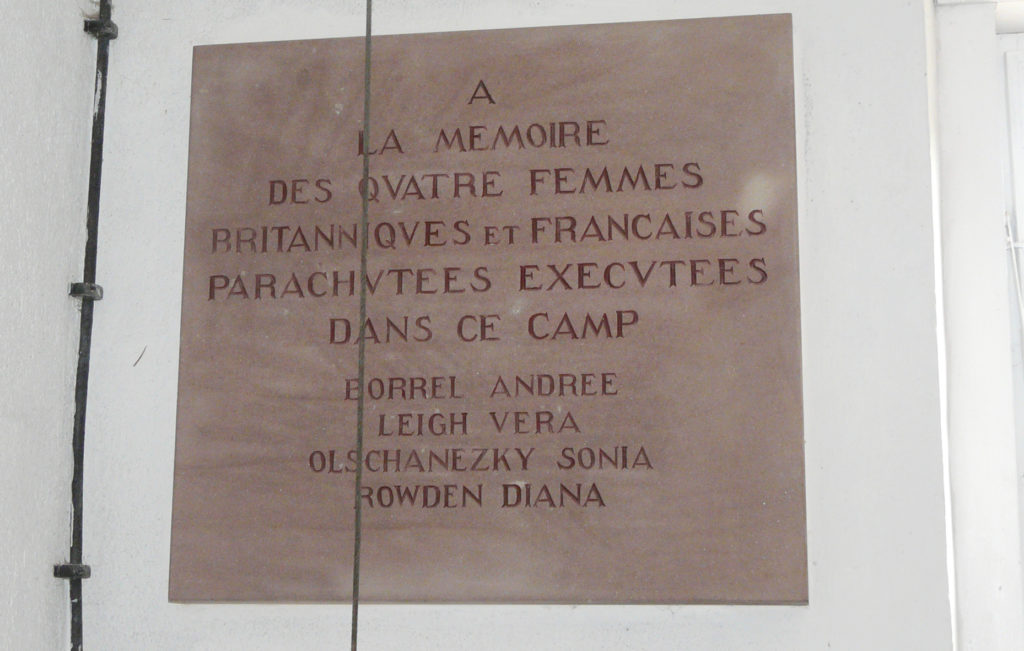 A
LA MEMOIRE
DES QVATRE FEMMES
BRITANNIQVES ET FRANCAISES
PARACHVTEES EXECVTEES
DANS CE CAMP
BORREL ANDREE
LEIGH VERA
OLSCHANEZKY SONIA
ROWDEN DIANA